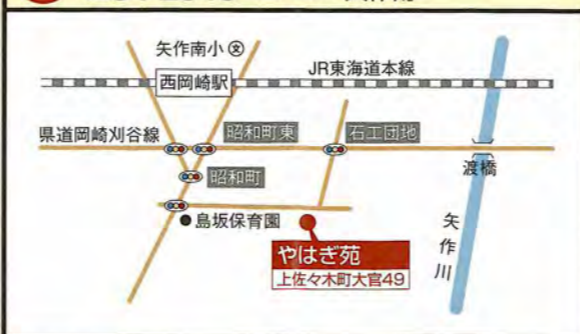 矢作南小 文
JR東海道本線
西岡崎駅
県道岡崎刈谷線
昭和町東
石工団地
渡橋
昭和町
島坂保育園
矢作川
やはぎ苑
上佐々木町大官49